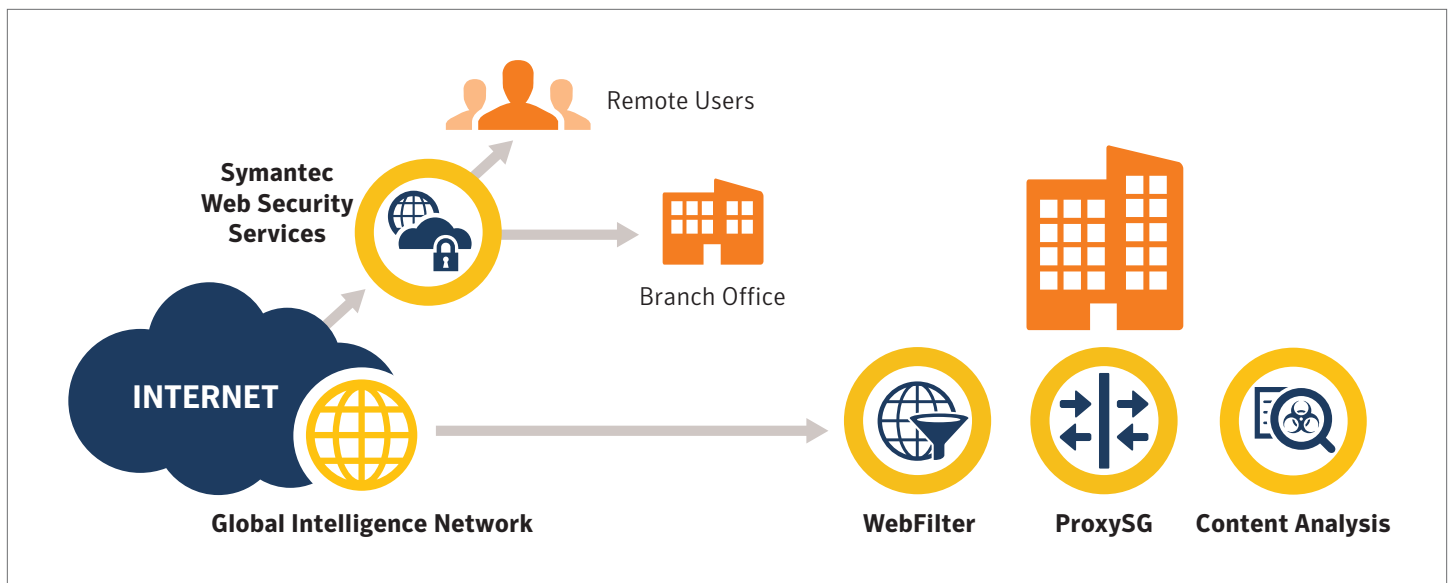 Remote Users
Symantec
Web Security
Services
Branch Office
INTERNET
Global Intelligence Network
WebFilter
ProxySG
Content Analysis